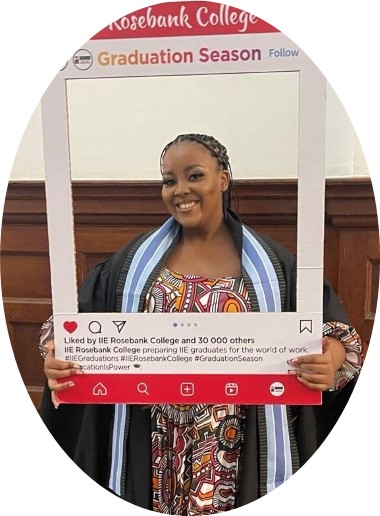 Rosebank College
Graduation Season Follow
Liked by IIE Rosebank College and 30 000 others
IIE Rosebank College preparing IIE graduates for the world of work.
#IIEGraduations #IIERosebankCollege #GraduationSeason